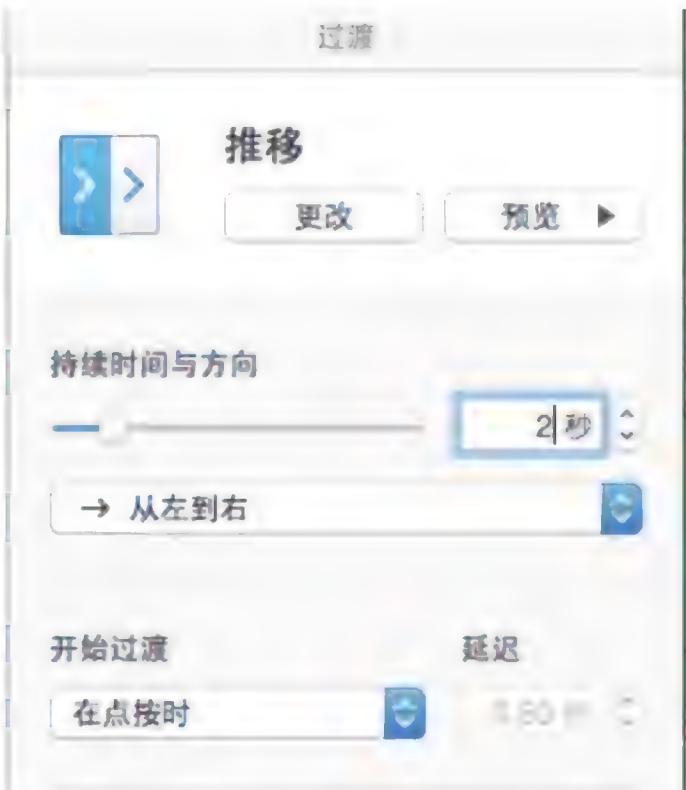 过渡
推移
更改 预览
持续时间与方向
2 秒
→ 从左到右
开始过渡 延迟
在点按时